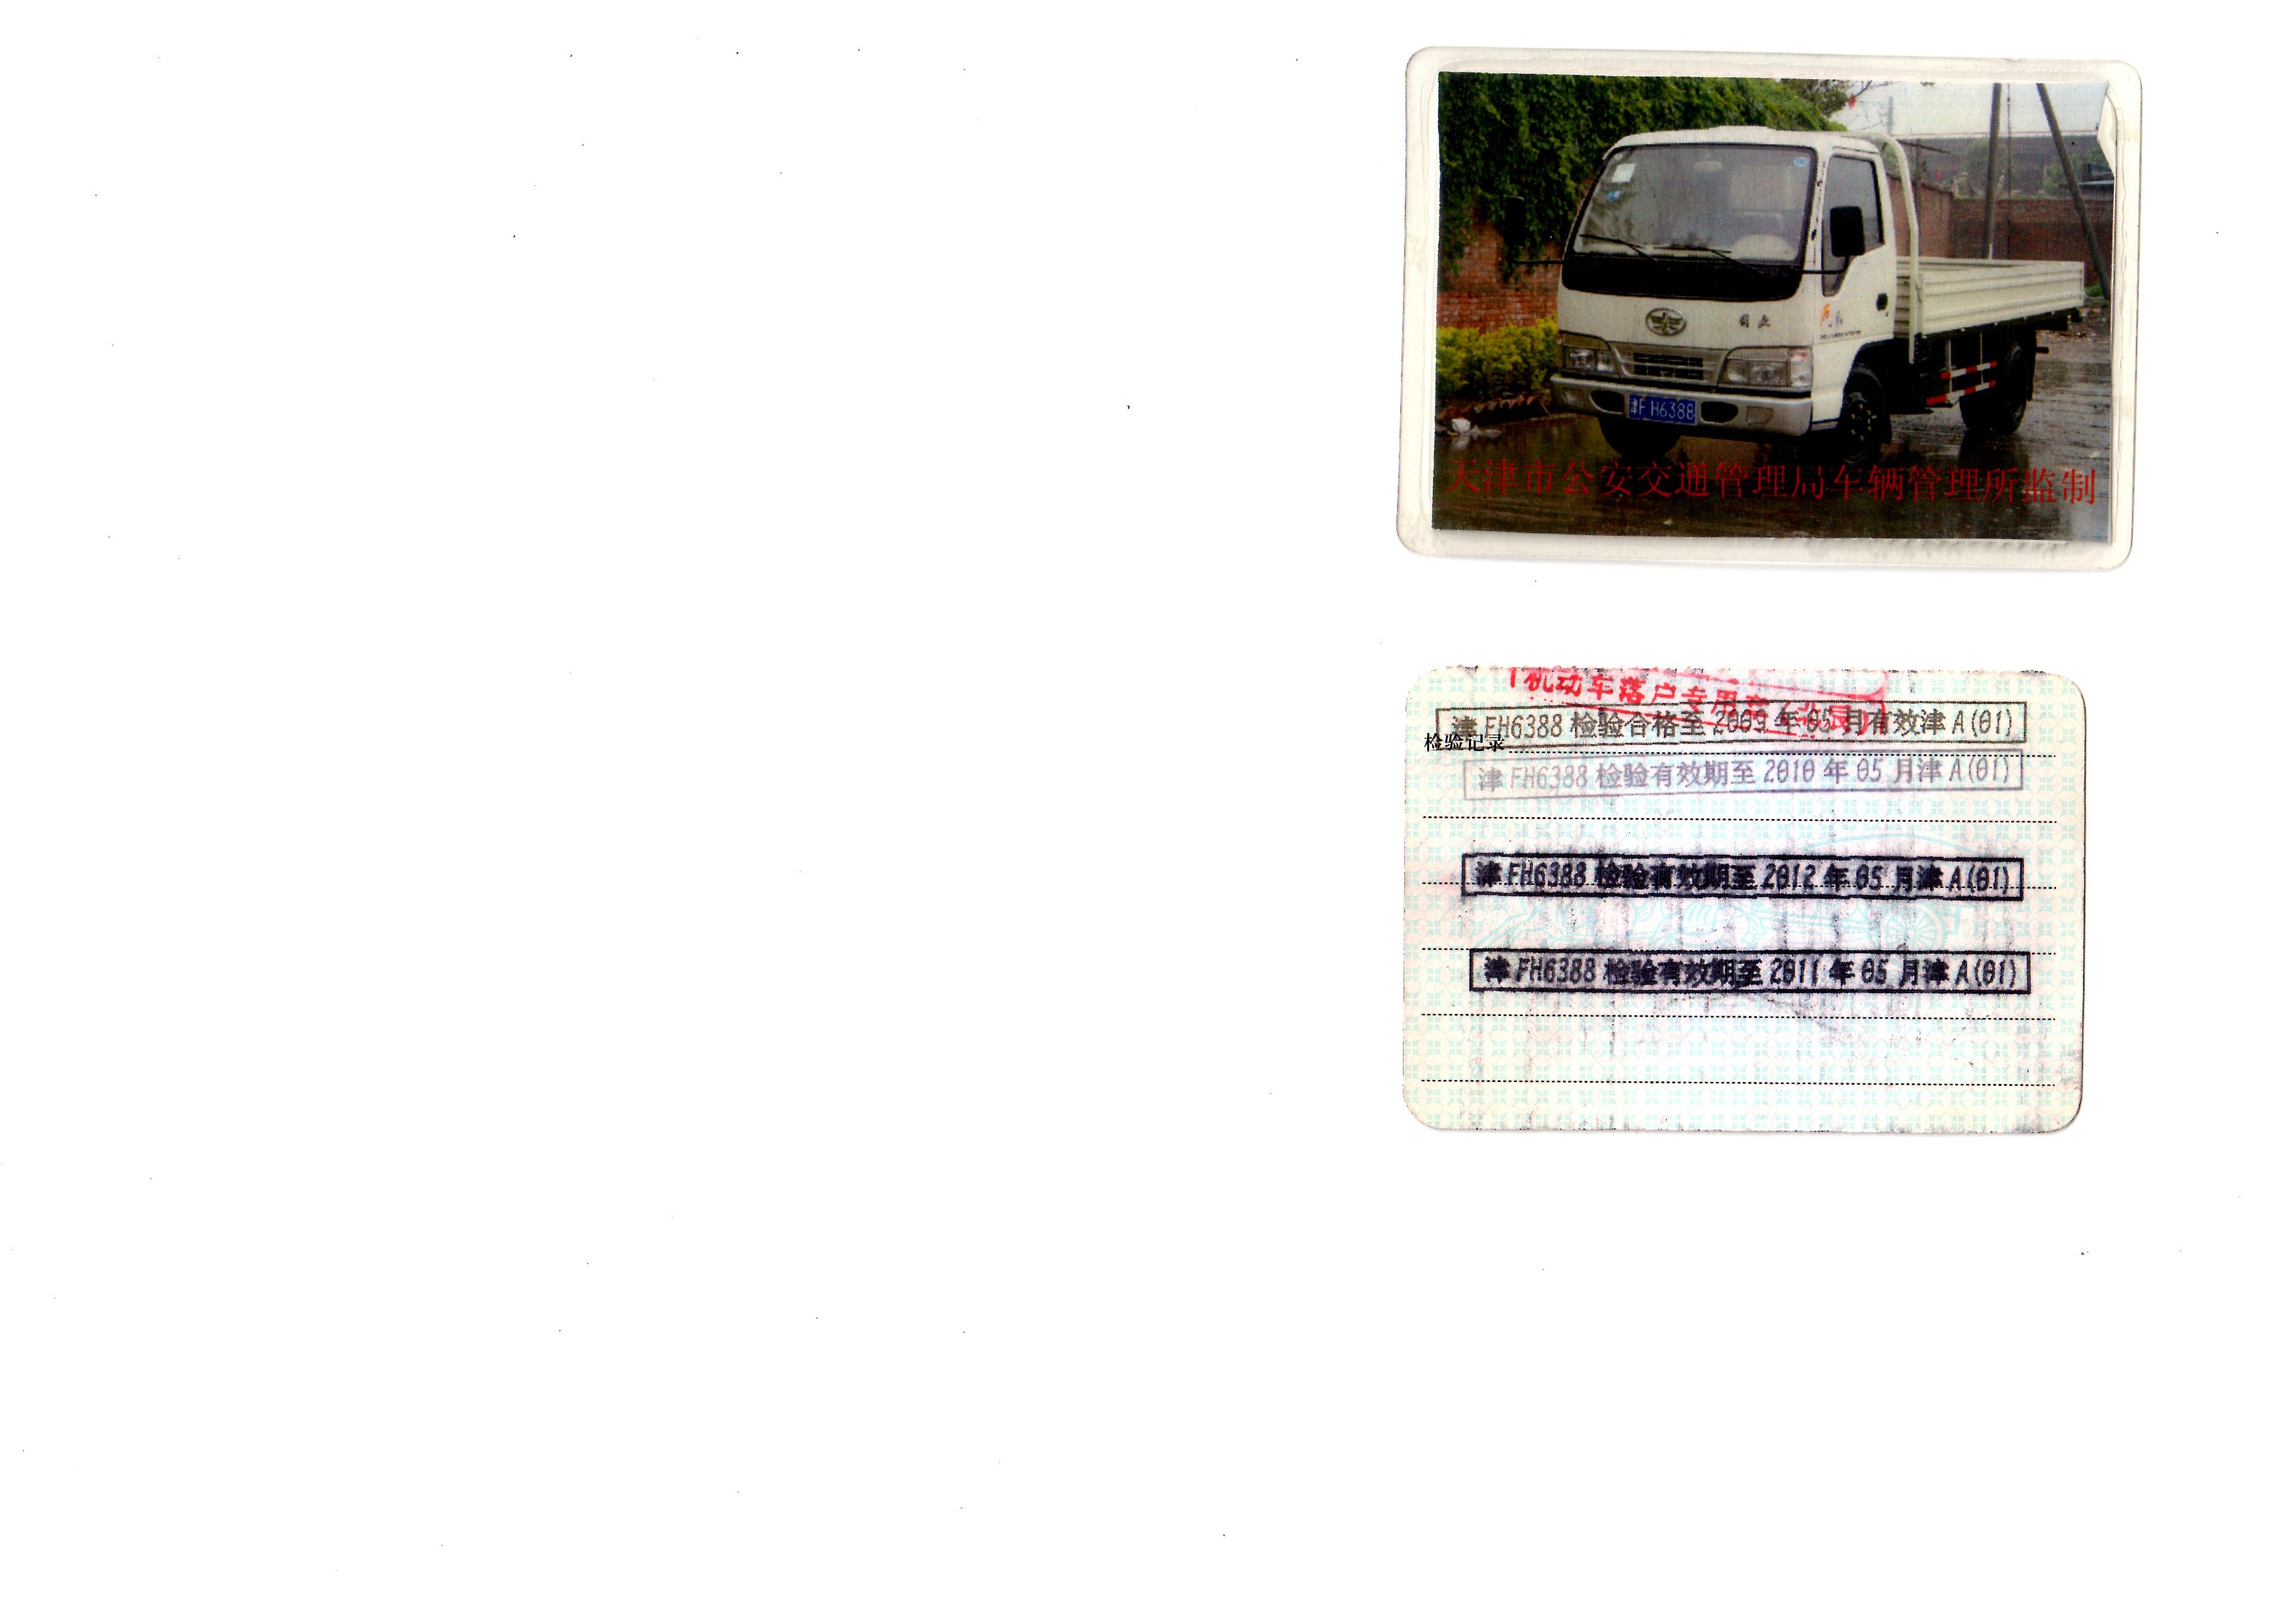 津F H6388
天津市公安交通管理局车辆管理所监制
机动车落户专用章
津 FH6388 检验合格至 2009 年 05 月有效津 A(01)
检验记录
津 FH6388 检验有效期至 2010 年 05 月津 A(01)
津 FH6388 检验有效期至 2012 年 05 月津 A(01)
津 FH6388 检验有效期至 2011 年 05 月津 A(01)